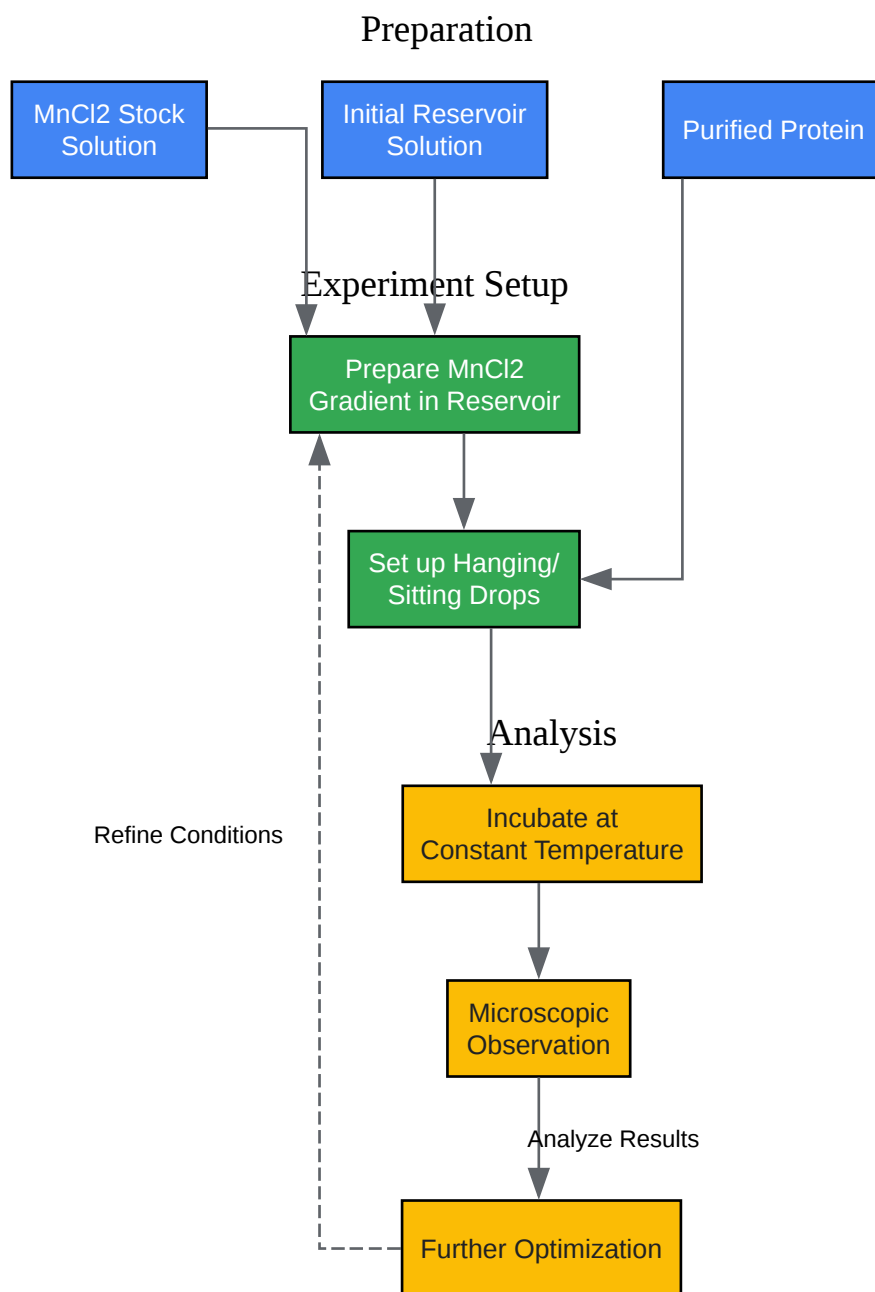 Preparation
MnCl2 Stock
Solution
Initial Reservoir
Solution
Purified Protein
Experiment Setup
Prepare MnCl2
Gradient in Reservoir
Set up Hanging/
Sitting Drops
Analysis
Incubate at
Constant Temperature
Refine Conditions
Microscopic
Observation
Analyze Results
Further Optimization